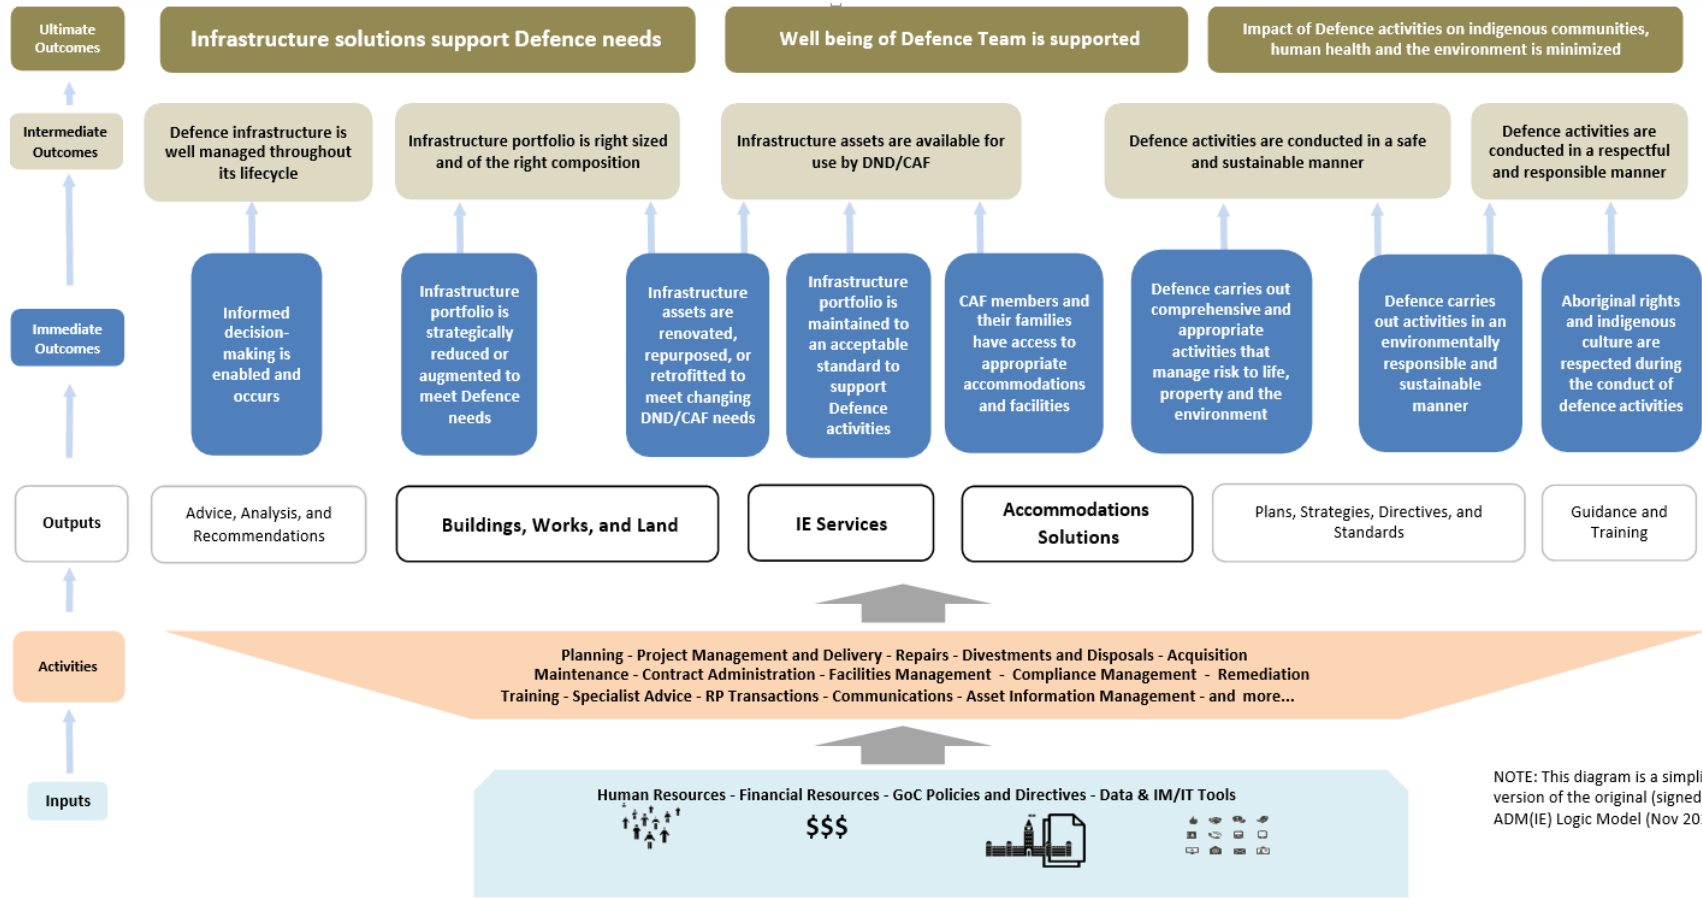 Ultimate
Outcomes
Infrastructure solutions support Defence needs
Well being of Defence Team is supported
Impact of Defence activities on indigenous communities,
human health and the environment is minimized
Intermediate
Outcomes
Defence infrastructure is
well managed throughout
its lifecycle
Infrastructure portfolio is right sized
and of the right composition
Infrastructure assets are available for
use by DND/CAF
Defence activities are conducted in a safe
and sustainable manner
Defence activities are
conducted in a respectful
and responsible manner
Immediate
Outcomes
Informed
decision-
making is
enabled and
occurs
Infrastructure
portfolio is
strategically
reduced or
augmented to
meet Defence
needs
Infrastructure
assets are
renovated,
repurposed, or
retrofitted to
meet changing
DND/CAF needs
Infrastructure
portfolio is
maintained to
an acceptable
standard to
support
Defence
activities
CAF members and
their families
have access to
appropriate
accommodations
and facilities
Defence carries out
comprehensive and
appropriate
activities that
manage risk to life,
property and the
environment
Defence carries
out activities in an
environmentally
responsible and
sustainable
manner
Aboriginal rights
and indigenous
culture are
respected during
the conduct of
defence activities
Outputs
Advice, Analysis, and
Recommendations
Buildings, Works, and Land
IE Services
Accommodations
Solutions
Plans, Strategies, Directives, and
Standards
Guidance and
Training
Activities
Planning - Project Management and Delivery - Repairs - Divestments and Disposals - Acquisition
Maintenance - Contract Administration - Facilities Management - Compliance Management - Remediation
Training - Specialist Advice - RP Transactions - Communications - Asset Information Management - and more...
Inputs
Human Resources - Financial Resources - GoC Policies and Directives - Data & IM/IT Tools
$$$
NOTE: This diagram is a
version of the original (signed
ADM(IE) Logic Model (Nov